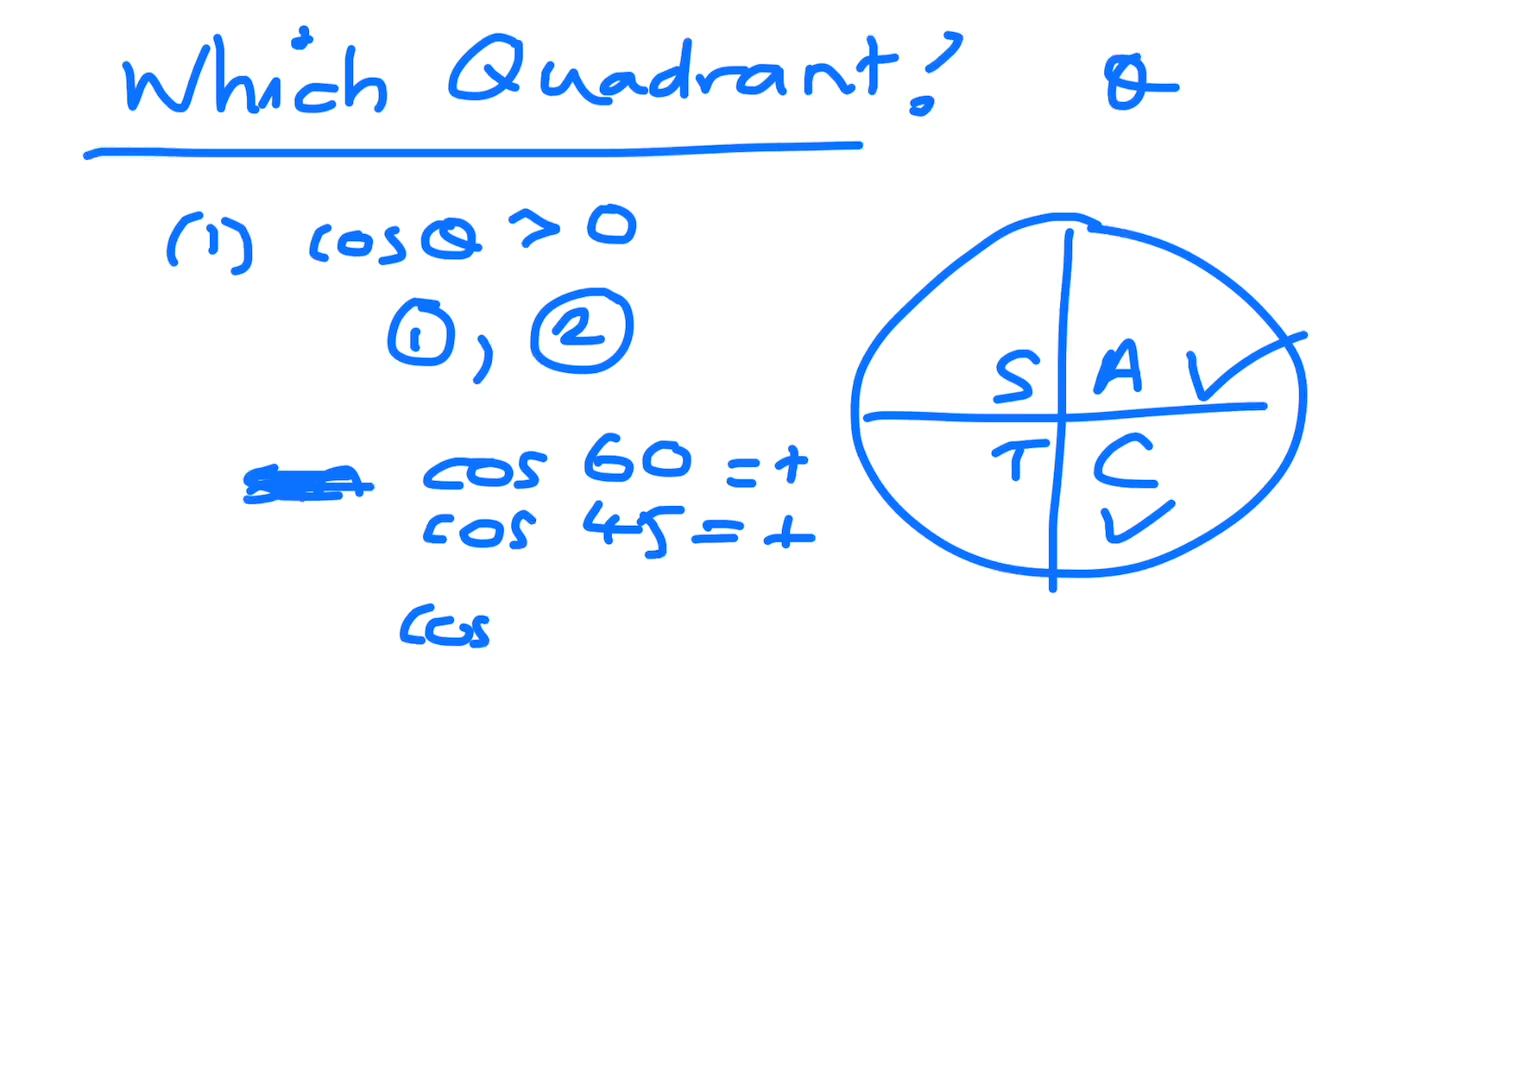 Which Quadrant? θ
(1) cosθ > 0
①, ②
S A
T C
cos 60 = +
cos 45 = +
cos